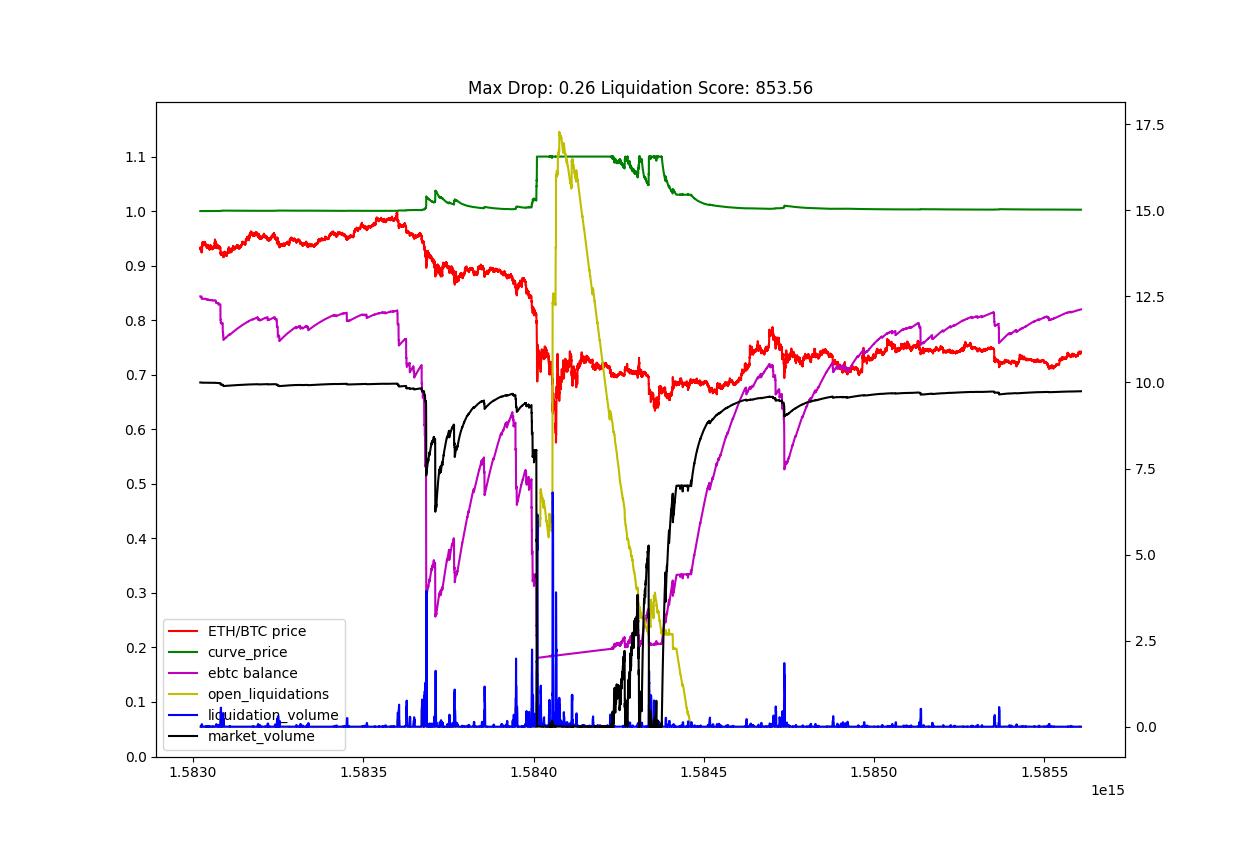 Max Drop: 0.26 Liquidation Score: 853.56
1.1
1.0
0.9
0.8
0.7
0.6
0.5
0.4
0.3
0.2
0.1
0.0
17.5
15.0
12.5
10.0
7.5
5.0
2.5
0.0
ETH/BTC price
curve_price
ebtc balance
open_liquidations
liquidation_volume
market_volume
1.5830 1.5835 1.5840 1.5845 1.5850 1.5855
1e15